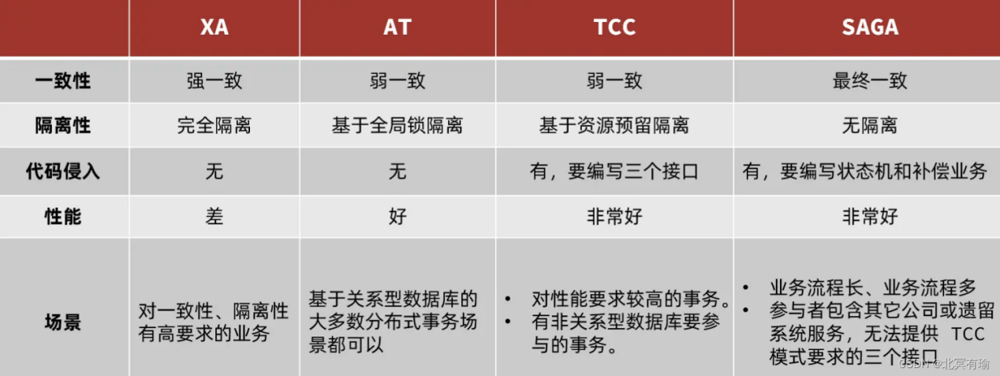 XA AT TCC SAGA
一致性 强一致 弱一致 弱一致 最终一致
隔离性 完全隔离 基于全局锁隔离 基于资源预留隔离 无隔离
代码侵入 无 无 有，要编写三个接口 有，要编写状态机和补偿业务
性能 差 好 非常好 非常好
场景
对一致性、隔离性
有高要求的业务
基于关系型数据库的
大多数分布式事务场
景都可以
• 对性能要求较高的事务。
• 有非关系型数据库要参
与的事务。
• 业务流程长、业务流程多
• 参与者包含其它公司或遗留
系统服务，无法提供 TCC
模式要求的三个接口
CSDN @北冥有瑜